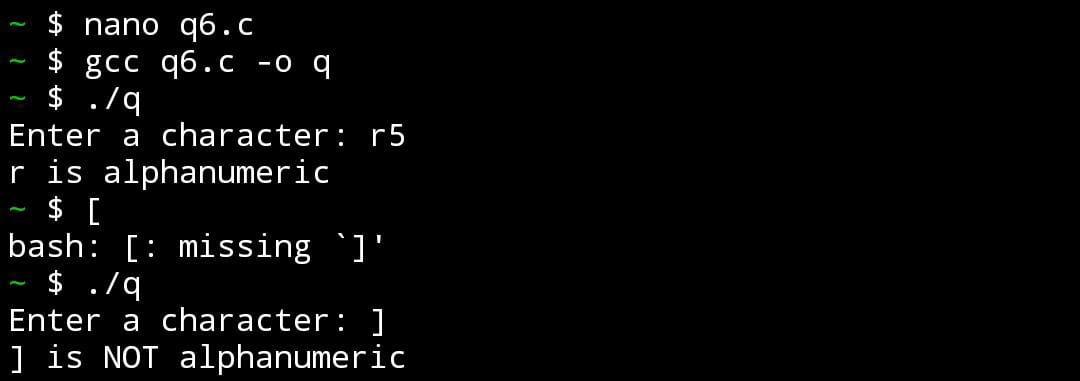 ~ $ nano q6.c
~ $ gcc q6.c -o q
~ $ ./q
Enter a character: r5
r is alphanumeric
~ $ [
bash: [: missing `]'
~ $ ./q
Enter a character: ]
] is NOT alphanumeric